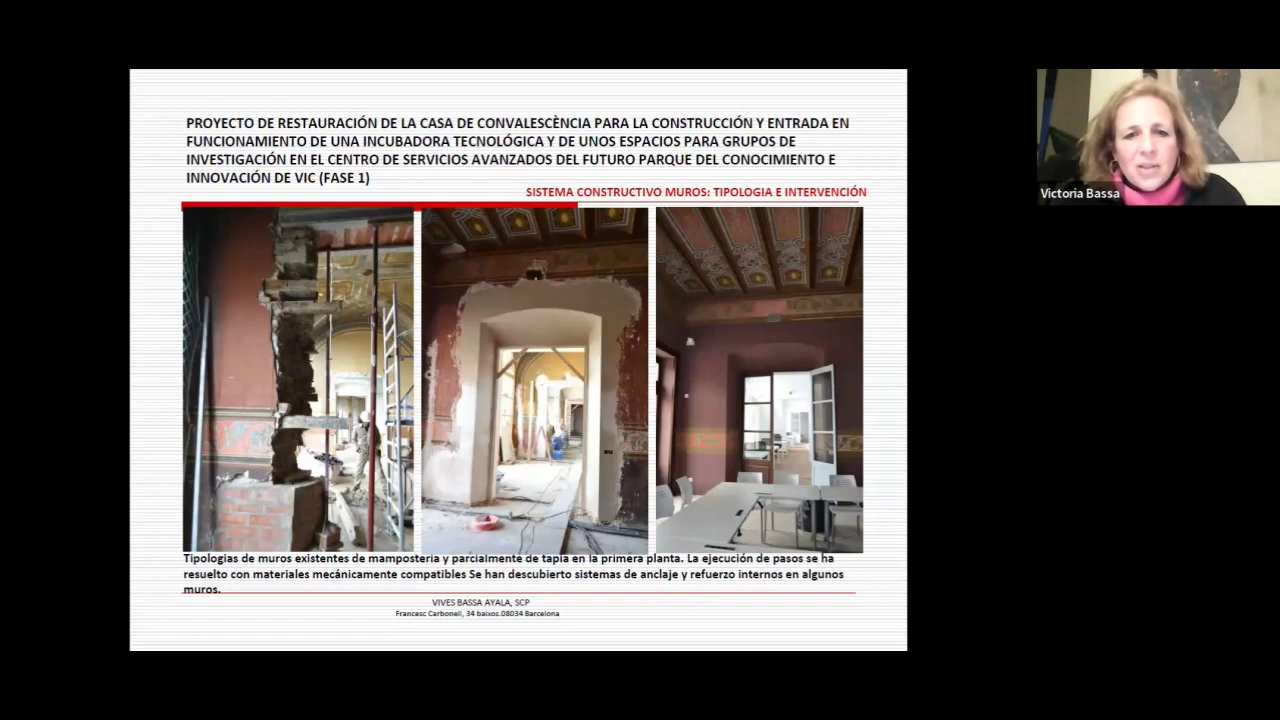 PROYECTO DE RESTAURACIÓN DE LA CASA DE CONVALESCÈNCIA PARA LA CONSTRUCCIÓN Y ENTRADA EN
FUNCIONAMIENTO DE UNA INCUBADORA TECNOLÓGICA Y DE UNOS ESPACIOS PARA GRUPOS DE
INVESTIGACIÓN EN EL CENTRO DE SERVICIOS AVANZADOS DEL FUTURO PARQUE DEL CONOCIMIENTO E
INNOVACIÓN DE VIC (FASE 1)
SISTEMA CONSTRUCTIVO MUROS: TIPOLOGIA E INTERVENCIÓN
Tipologias de muros existentes de mamposteria y parcialmente de tapia en la primera planta. La ejecución de pasos se ha
resuelto con materiales mecánicamente compatibles Se han descubierto sistemas de anclaje y refuerzo internos en algunos
muros.
VIVES BASSA AYALA, SCP
Francesc Carbonell, 34 baixos.08034 Barcelona
Victoria Bassa